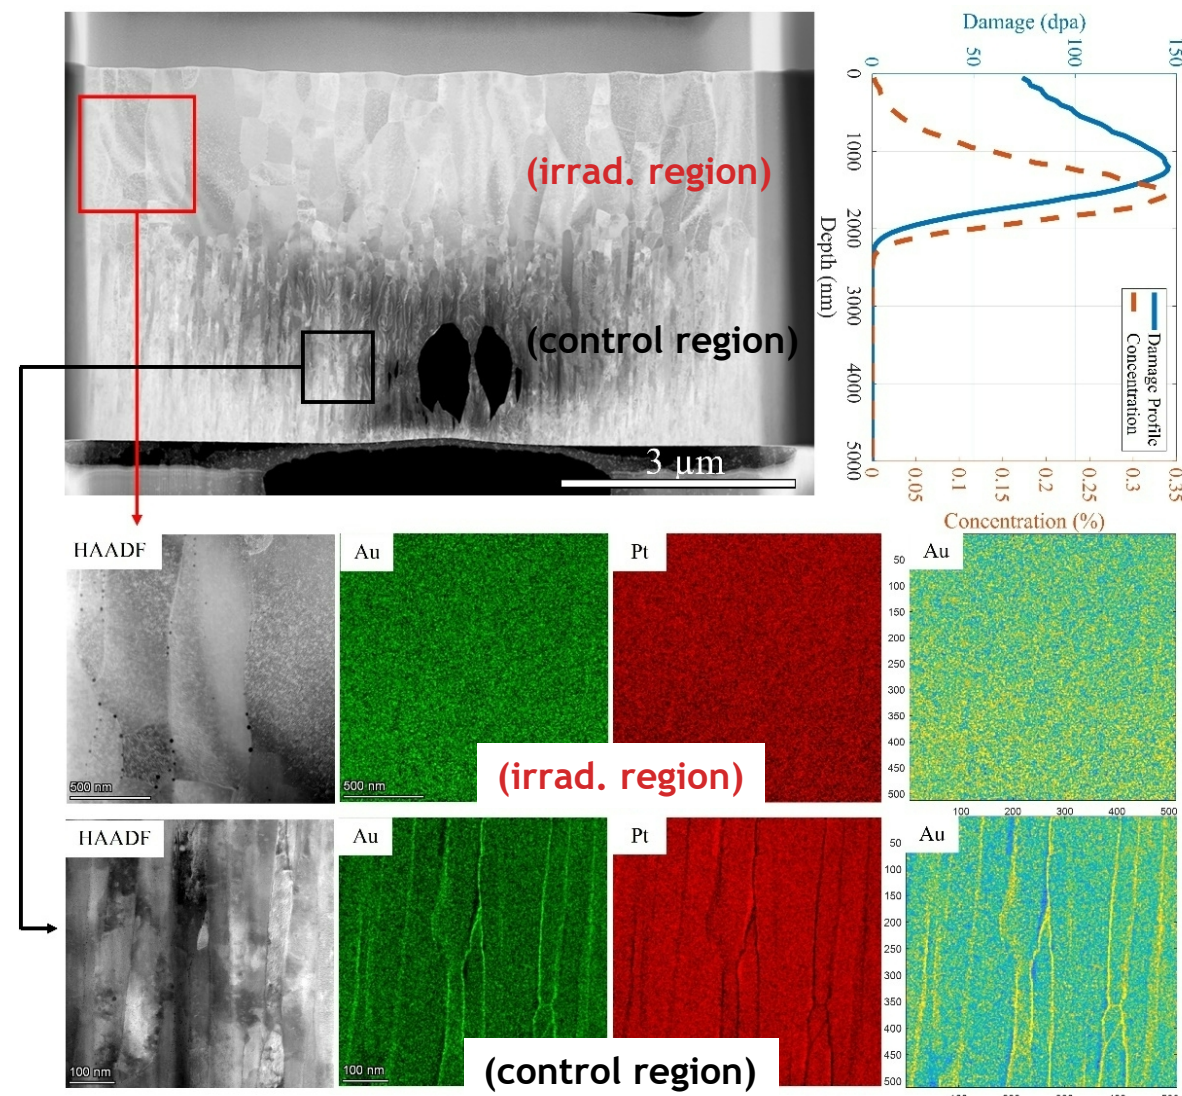 Damage (dpa)
0
50
100
150
0
1000
2000
3000
4000
5000
Depth (nm)
Damage Profile
Concentration
0
0.05
0.1
0.15
0.2
0.25
0.3
0.35
Concentration (%)
(irrad. region)
(control region)
3 μm
HAADF
500 nm
Au
500 nm
Pt
(irrad. region)
Au
50
100
150
200
250
300
350
400
450
500
100
200
300
400
500
HAADF
100 nm
Au
100 nm
Pt
(control region)
Au
50
100
150
200
250
300
350
400
450
500